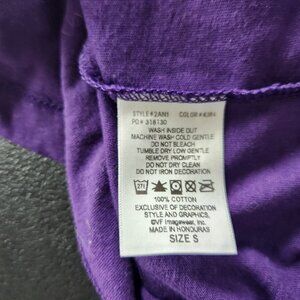 STYLE#2AN1 COLOR#
PO# 318130
WASH INSIDE OUT
MACHINE WASH COLD GENTLE
DO NOT BLEACH
TUMBLE DRY LOW GENTLE
REMOVE PROMPTLY
DO NOT DRY CLEAN
DO NOT IRON DECORATION
100% COTTON
EXCLUSIVE OF DECORATION
STYLE AND GRAPHICS,
©VF Imagewear, Inc.
MADE IN HONDURAS
SIZE S